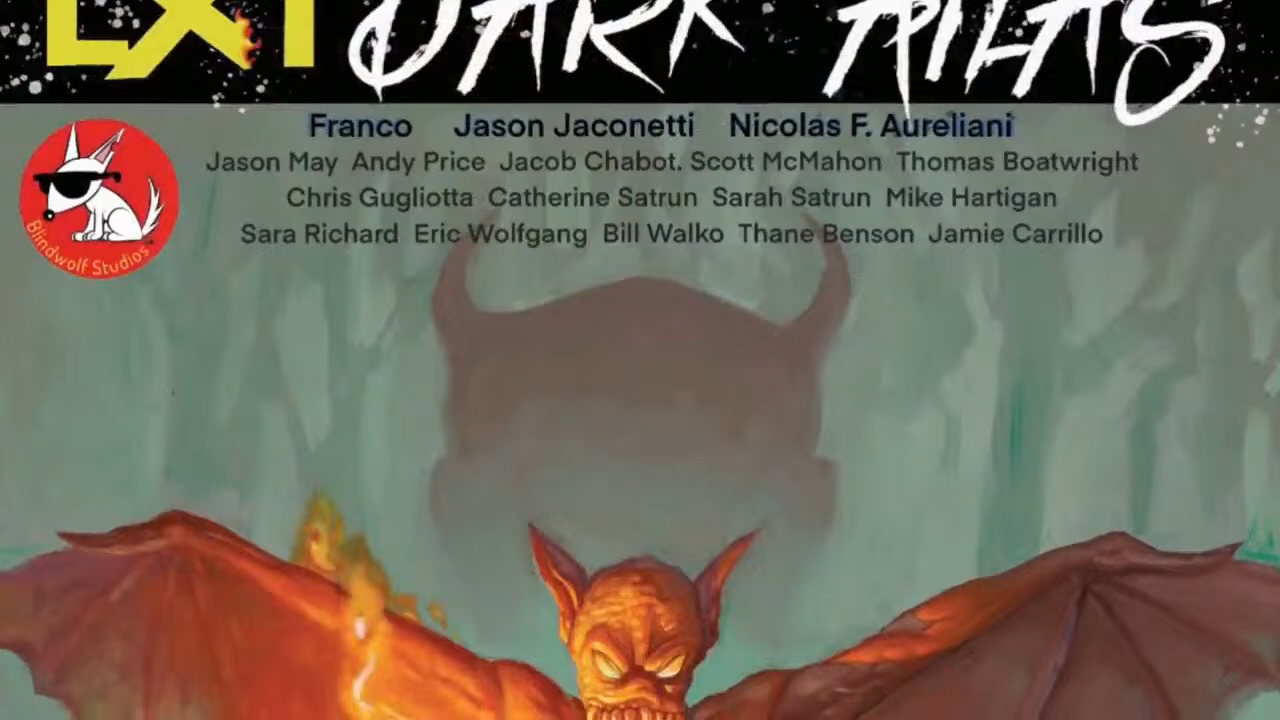 DARK
Franco Jason Jaconetti Nicolas F. Aureliani
Jason May Andy Price Jacob Chabot. Scott McMahon Thomas Boatwright
Chris Gugliotta Catherine Satrun Sarah Satrun Mike Hartigan
Sara Richard Eric Wolfgang Bill Walko Thane Benson Jamie Carrillo
Blindwolf Studios